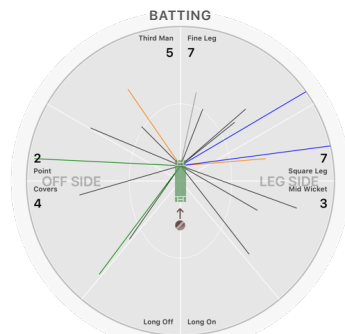 BATTING
Third Man Fine Leg
5 7
2 7
Point Square Leg
OFF SIDE LEG SIDE
Covers Mid Wicket
4 3
Long Off Long On